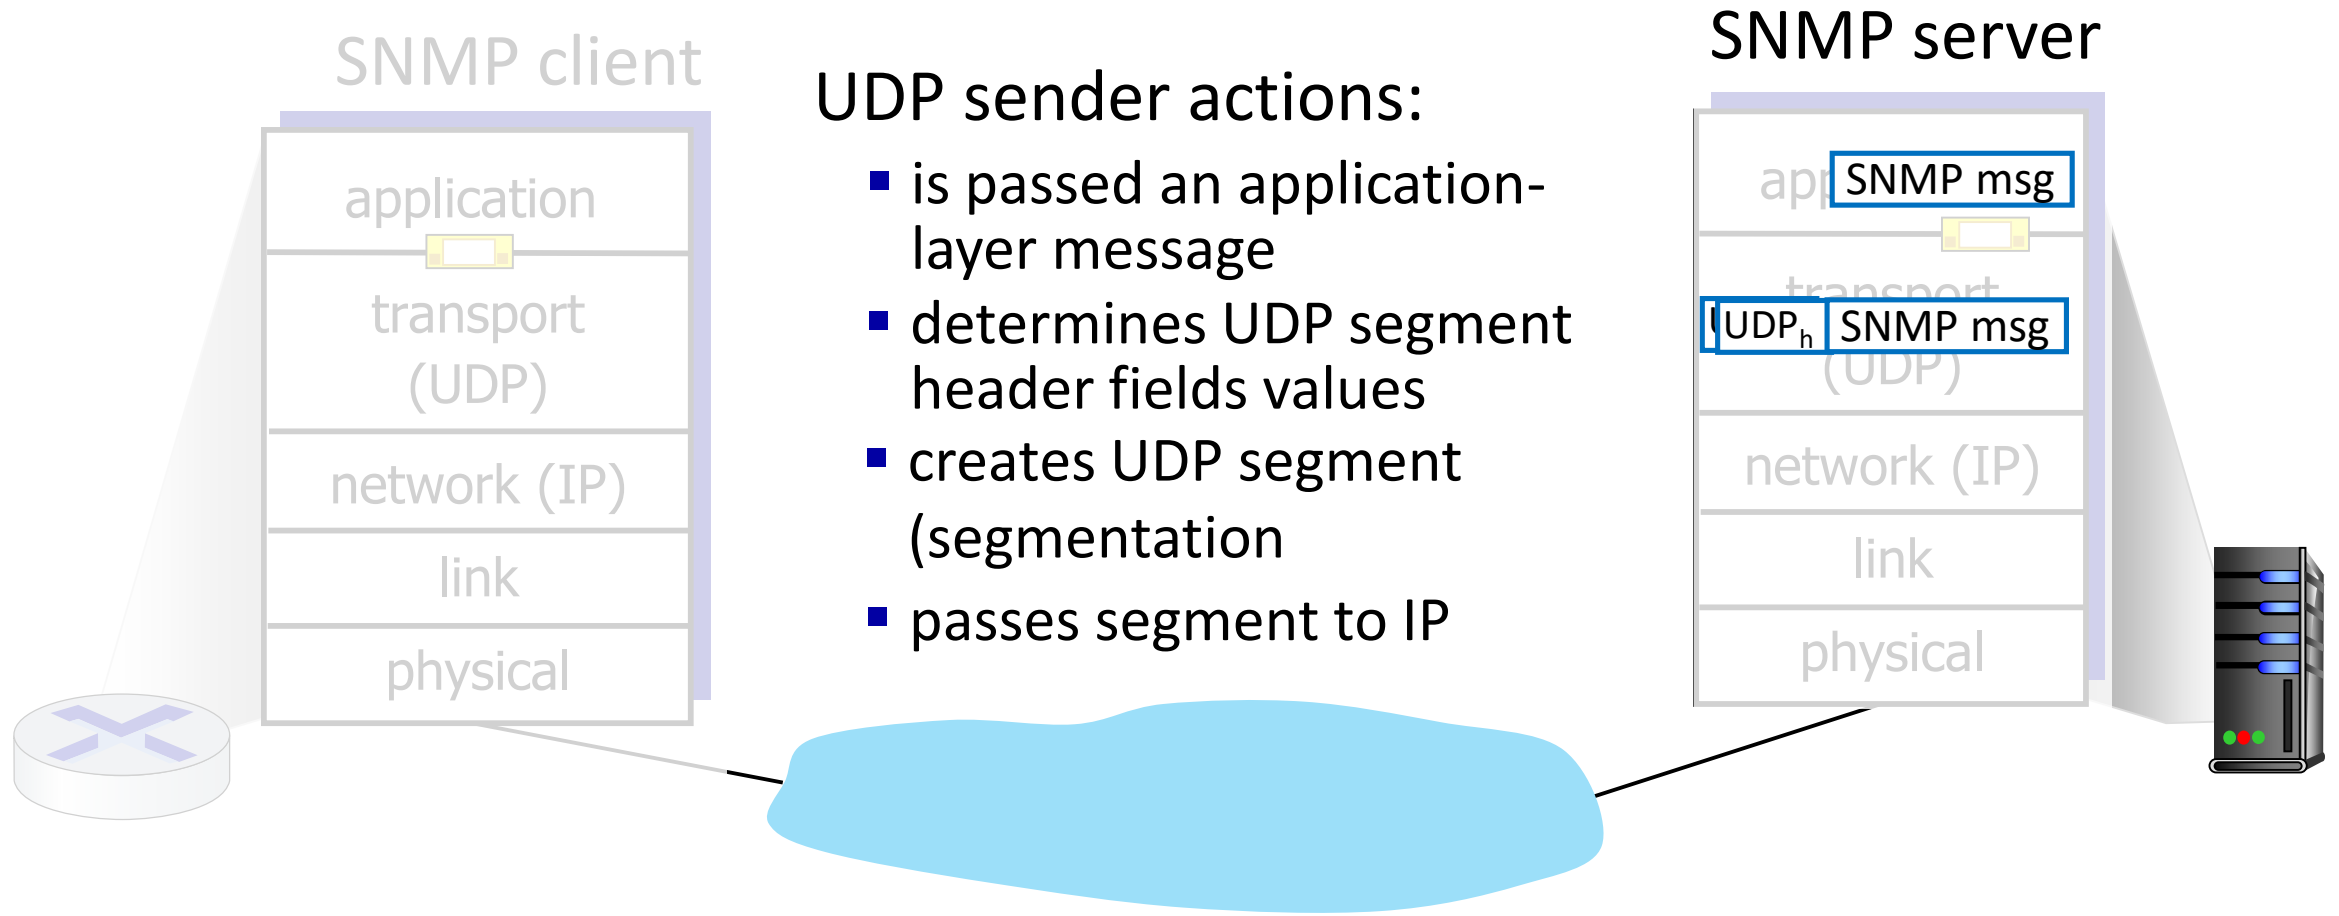 SNMP client
application
transport
(UDP)
network (IP)
link
physical
UDP sender actions:
is passed an application-
layer message
determines UDP segment
header fields values
creates UDP segment
(segmentation
passes segment to IP
SNMP server
SNMP msg
transport
UDPh SNMP msg
(UDP)
network (IP)
link
physical